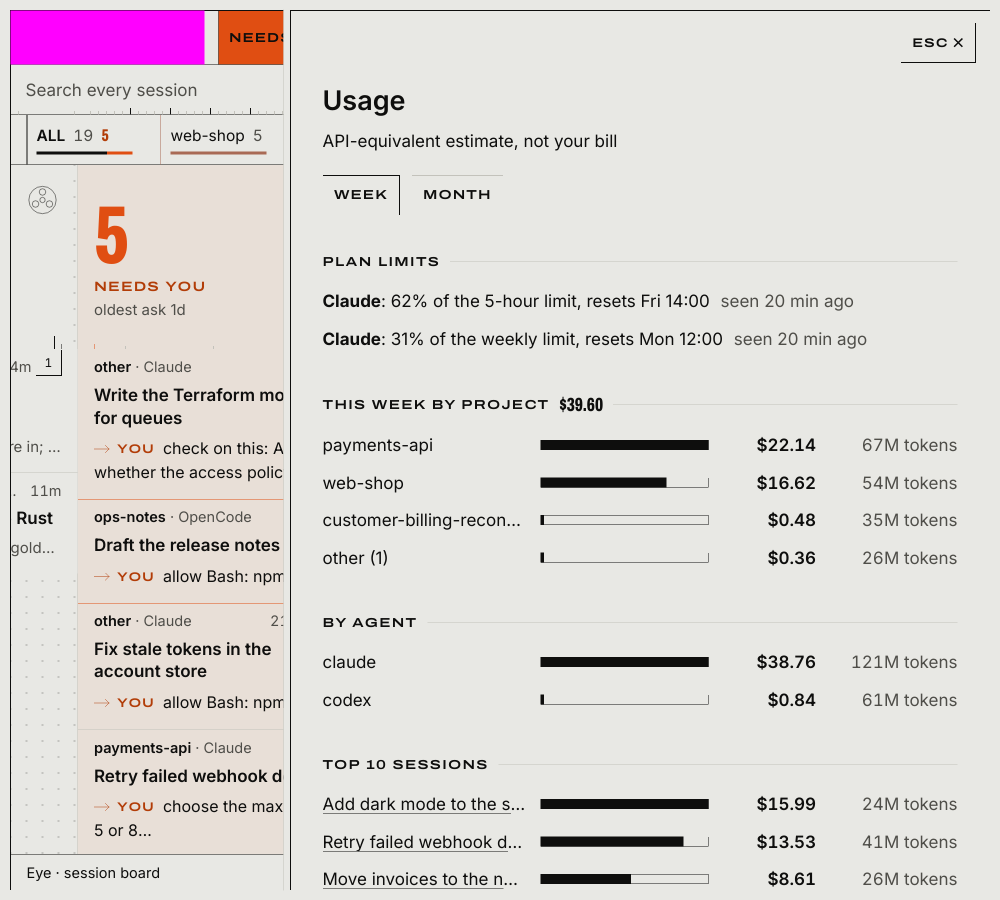 NEEDS
Search every session
ALL 19 5
web-shop 5
5
NEEDS YOU
oldest ask 1d
4m 1
other · Claude
Write the Terraform mo
for queues
→ YOU check on this: A
whether the access polic
re in; ...
. 11m
Rust
gold...
ops-notes · OpenCode
Draft the release notes
→ YOU allow Bash: npm
other · Claude 21
Fix stale tokens in the
account store
→ YOU allow Bash: npm
payments-api · Claude
Retry failed webhook d
→ YOU choose the max
5 or 8...
Eye · session board
ESC ×
Usage
API-equivalent estimate, not your bill
WEEK MONTH
PLAN LIMITS
Claude: 62% of the 5-hour limit, resets Fri 14:00 seen 20 min ago
Claude: 31% of the weekly limit, resets Mon 12:00 seen 20 min ago
THIS WEEK BY PROJECT $39.60
payments-api $22.14 67M tokens
web-shop $16.62 54M tokens
customer-billing-recon... $0.48 35M tokens
other (1) $0.36 26M tokens
BY AGENT
claude $38.76 121M tokens
codex $0.84 61M tokens
TOP 10 SESSIONS
Add dark mode to the s... $15.99 24M tokens
Retry failed webhook d... $13.53 41M tokens
Move invoices to the n... $8.61 26M tokens